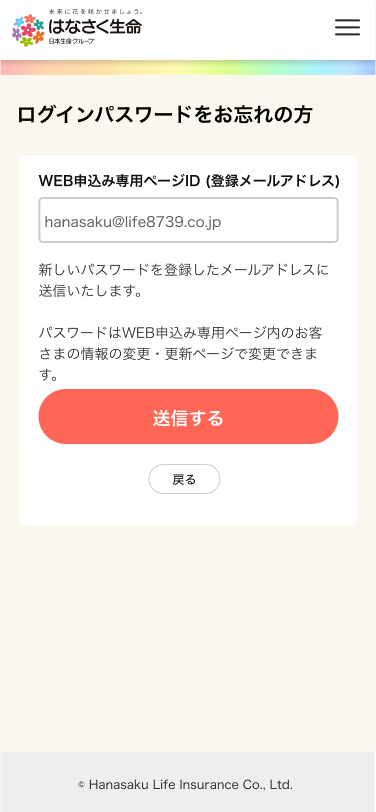 未来に花を咲かせましょう。
はなさく生命
日本生命グループ
ログインパスワードをお忘れの方
WEB申込み専用ページID (登録メールアドレス)
hanasaku@life8739.co.jp
新しいパスワードを登録したメールアドレスに
送信いたします。
パスワードはWEB申込み専用ページ内のお客
さまの情報の変更・更新ページで変更できま
す。
送信する
戻る
© Hanasaku Life Insurance Co., Ltd.